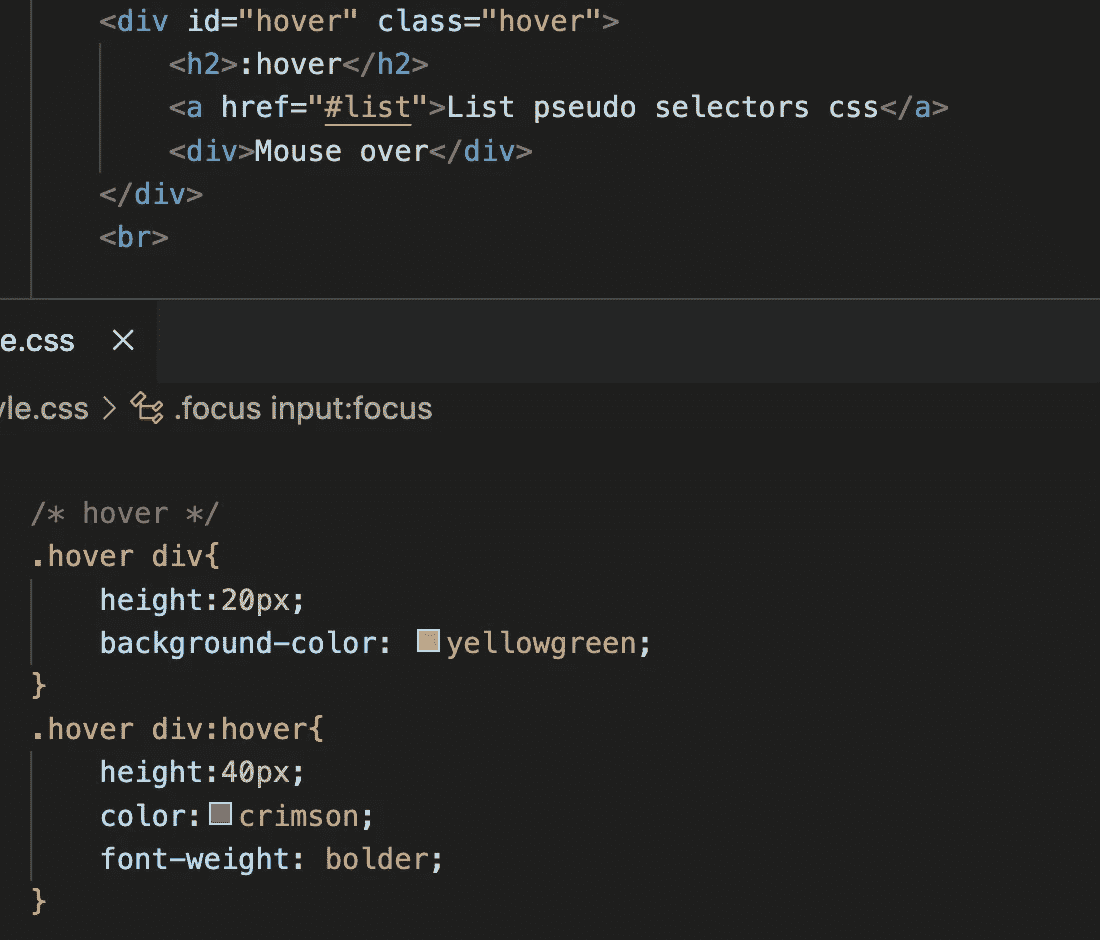 <div id="hover" class="hover">
<h2>:hover</h2>
<a href="#list">List pseudo selectors css</a>
<div>Mouse over</div>
</div>
<br>
e.css ×
yle.css > .focus input:focus
/* hover */
.hover div{
height:20px;
background-color: yellowgreen;
}
.hover div:hover{
height:40px;
color:crimson;
font-weight: bolder;
}